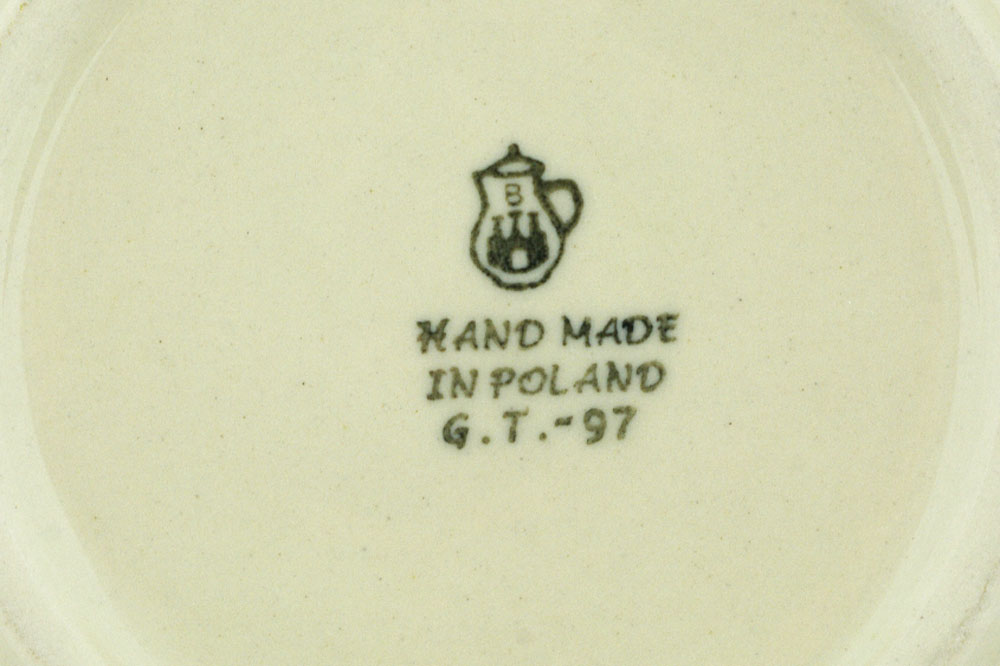 B
HAND MADE
IN POLAND
G.T.-97